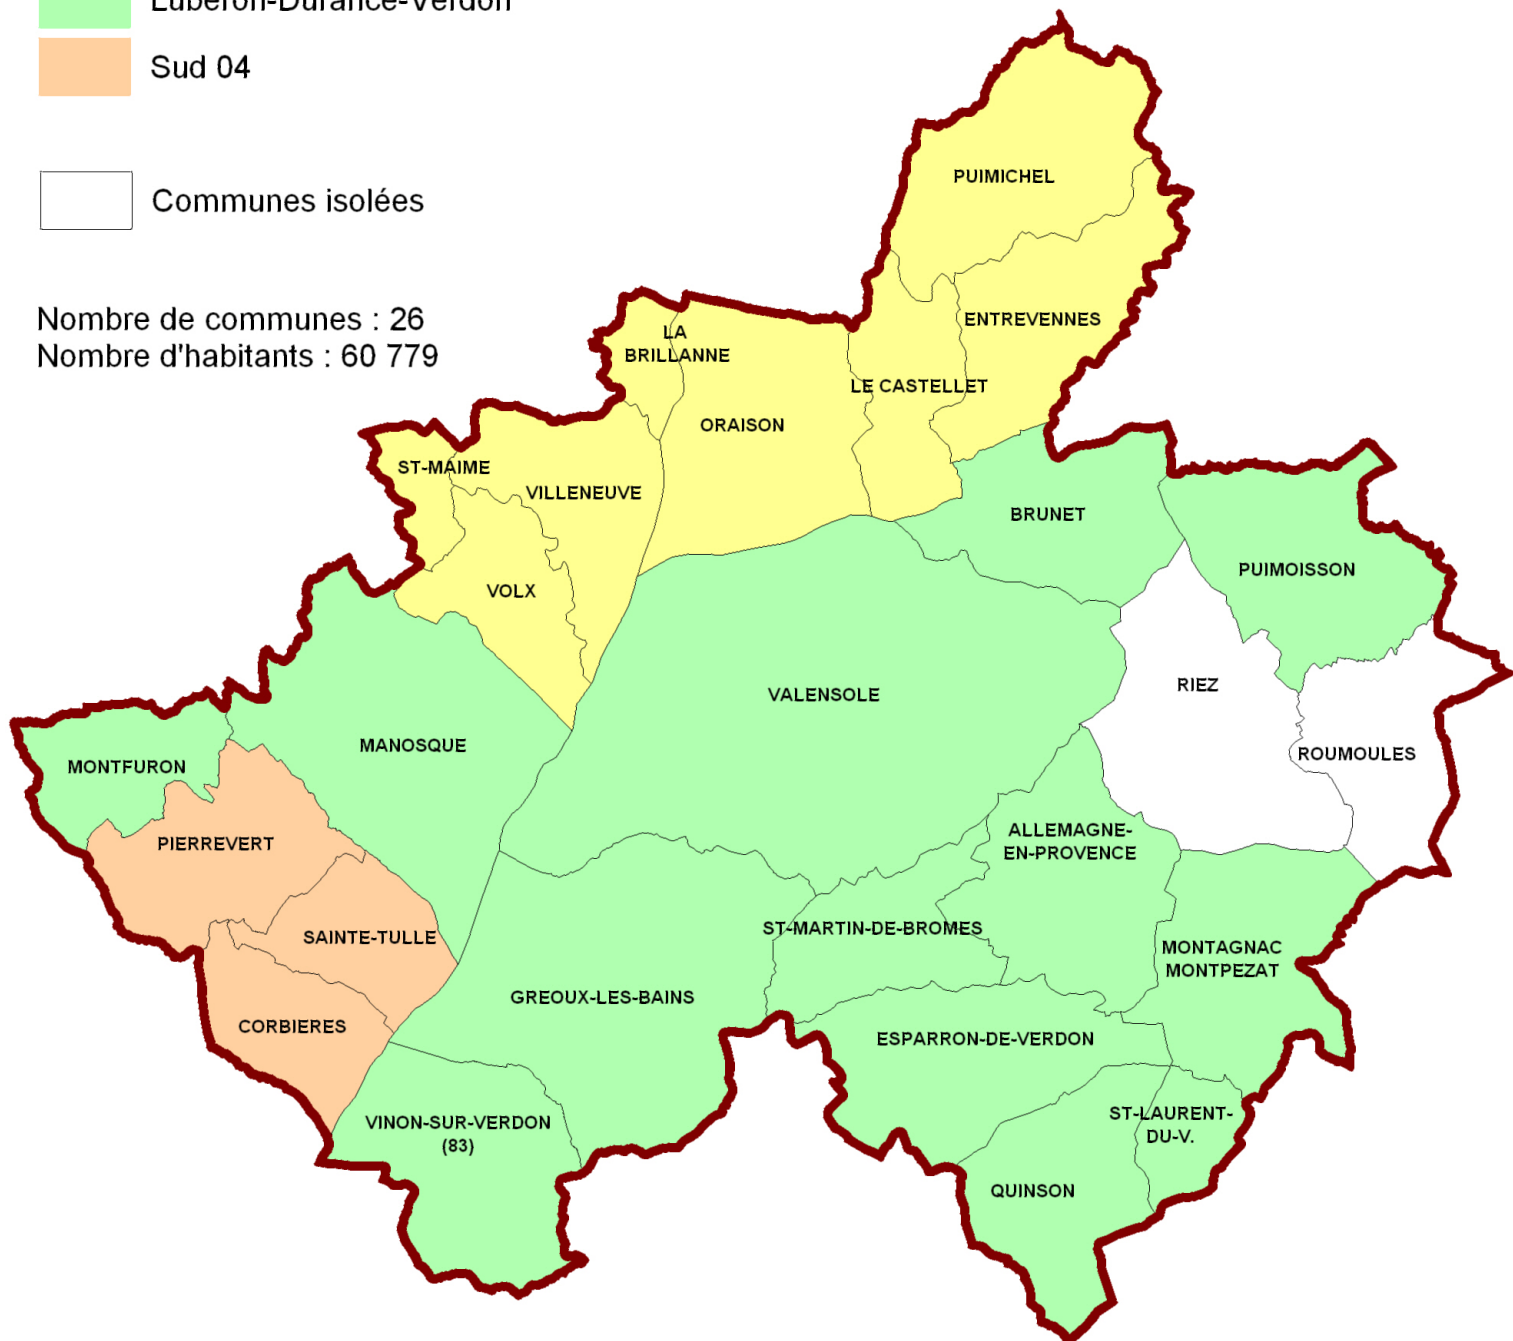 Luberon-Durance-Verdon
Sud 04
Communes isolées
Nombre de communes : 26
Nombre d'habitants : 60 779
PUIMICHEL
ENTREVENNES
LA
BRILLANNE
LE CASTELLET
ORAISON
ST-MAIME
VILLENEUVE
BRUNET
PUIMOISSON
VOLX
RIEZ
VALENSOLE
MANOSQUE
ROUMOULES
MONTFURON
PIERREVERT
ALLEMAGNE-
EN-PROVENCE
ST-MARTIN-DE-BROMES
SAINTE-TULLE
MONTAGNAC
MONTPEZAT
GREOUX-LES-BAINS
CORBIERES
ESPARRON-DE-VERDON
VINON-SUR-VERDON
(83)
ST-LAURENT-
DU-V.
QUINSON